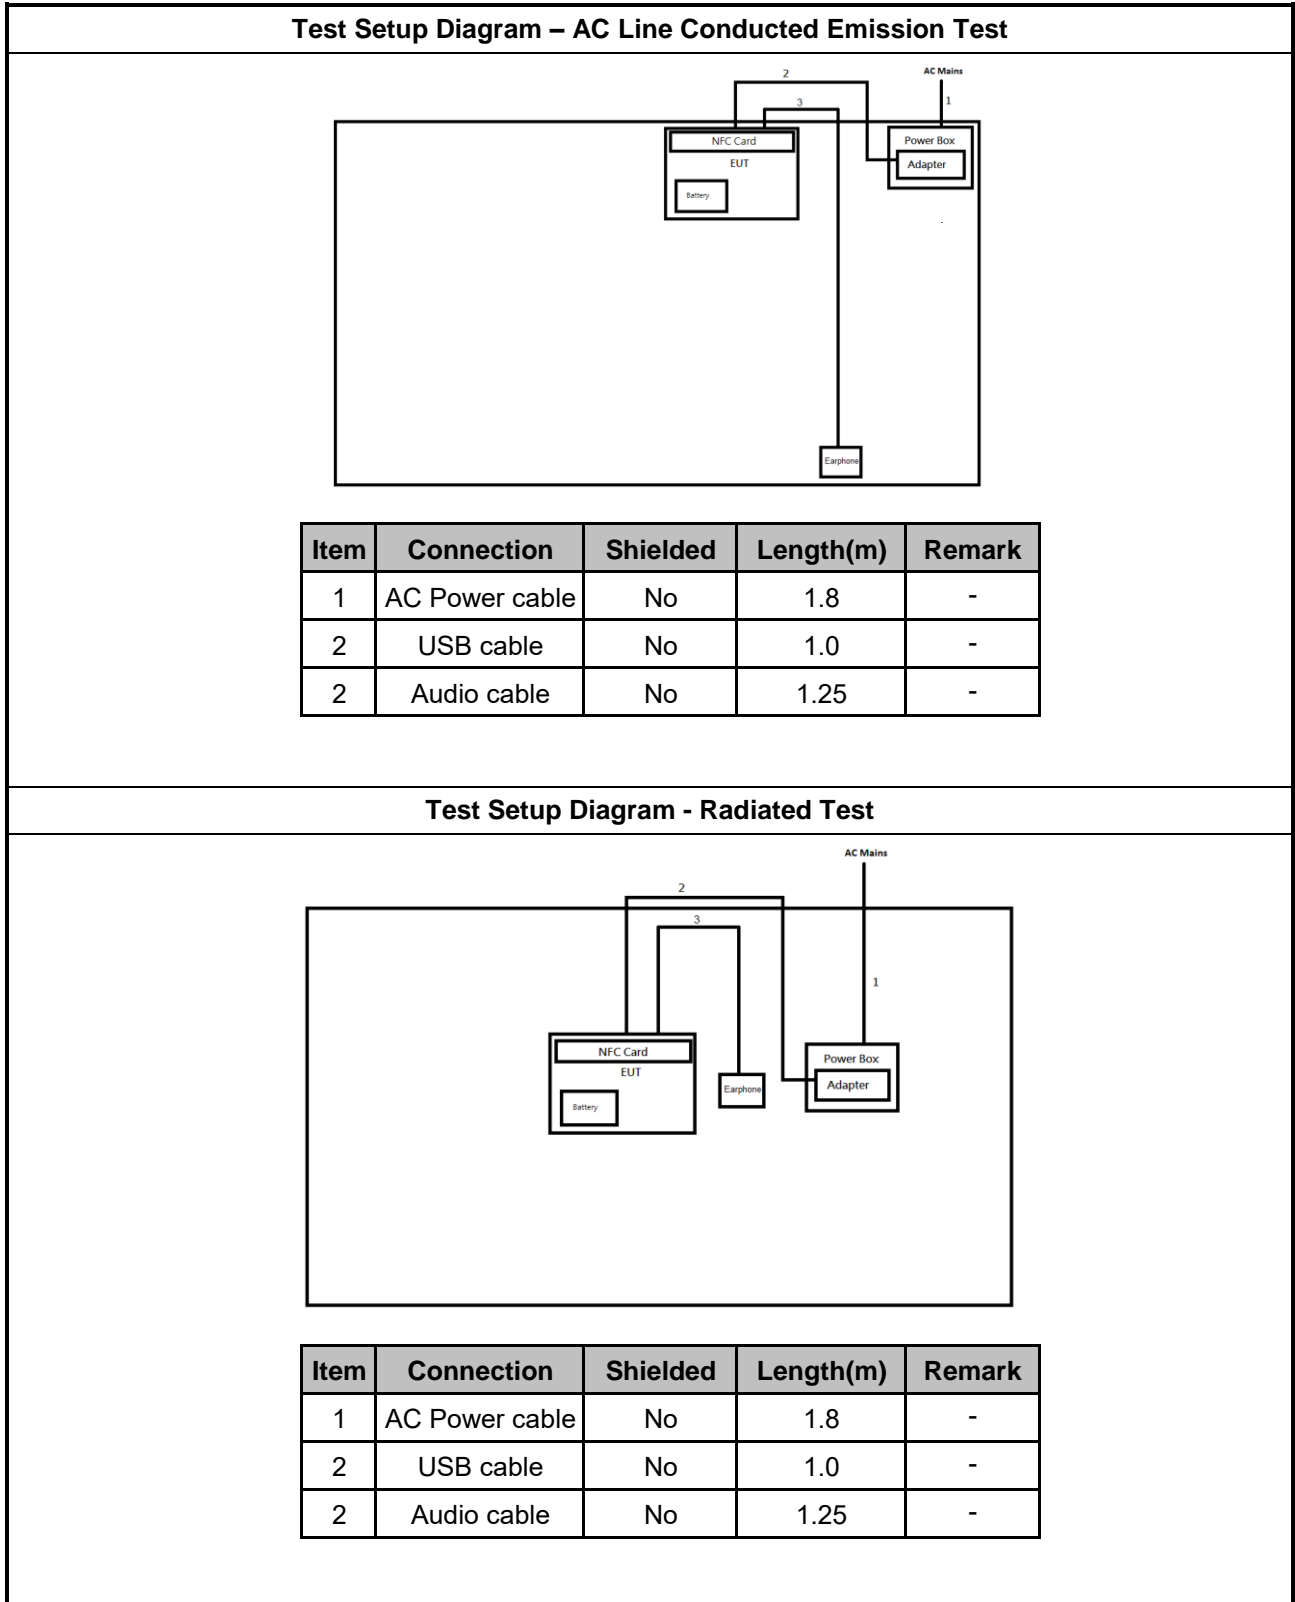 Test Setup Diagram – AC Line Conducted Emission Test
2
AC Mains
3
1
NFC Card
Power Box
EUT
Adapter
Battery
Earphone
Item Connection Shielded Length(m) Remark
1 AC Power cable No 1.8 -
2 USB cable No 1.0 -
2 Audio cable No 1.25 -
Test Setup Diagram - Radiated Test
AC Mains
2
3
1
NFC Card
Power Box
EUT
Adapter
Earphone
Battery
Item Connection Shielded Length(m) Remark
1 AC Power cable No 1.8 -
2 USB cable No 1.0 -
2 Audio cable No 1.25 -